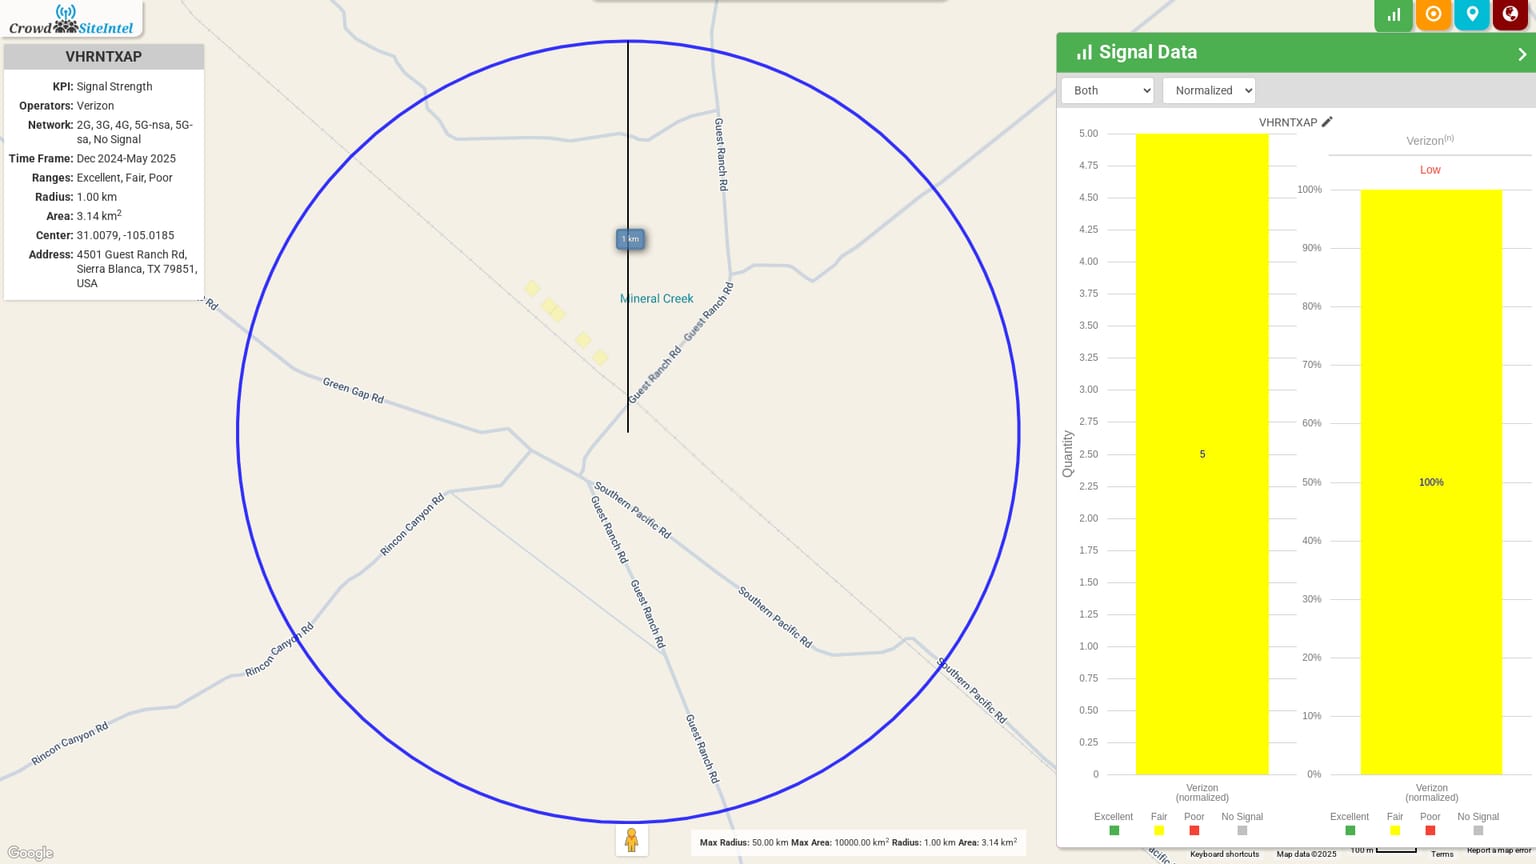 CrowdSiteIntel
VHRNTXAP
KPI: Signal Strength
Operators: Verizon
Network: 2G, 3G, 4G, 5G-nsa, 5G-
sa, No Signal
Time Frame: Dec 2024-May 2025
Ranges: Excellent, Fair, Poor
Radius: 1.00 km
Area: 3.14 km²
Center: 31.0079, -105.0185
Address: 4501 Guest Ranch Rd,
Sierra Blanca, TX 79851,
USA
Rd
Guest Ranch Rd
1 km
Mineral Creek
Guest Ranch Rd
Guest Ranch Rd
Green Gap Rd
Rincon Canyon Rd
Southern Pacific Rd
Guest Ranch Rd
Guest Ranch Rd
Southern Pacific Rd
Rincon Canyon Rd
Southern Pacific Rd
Rincon Canyon Rd
Guest Ranch Rd
Google
Max Radius: 50.00 km Max Area: 10000.00 km² Radius: 1.00 km Area: 3.14 km²
Signal Data
Both
Normalized
VHRNTXAP
Quantity
5.00
4.75
4.50
4.25
4.00
3.75
3.50
3.25
3.00
2.75
2.50
2.25
2.00
1.75
1.50
1.25
1.00
0.75
0.50
0.25
0
5
Verizon
(normalized)
Excellent Fair Poor No Signal
Verizon(n)
Low
100%
90%
80%
70%
60%
50%
40%
30%
20%
10%
0%
100%
Verizon
(normalized)
Excellent Fair Poor No Signal
Keyboard shortcuts Map data ©2025 100 m Terms Report a map error